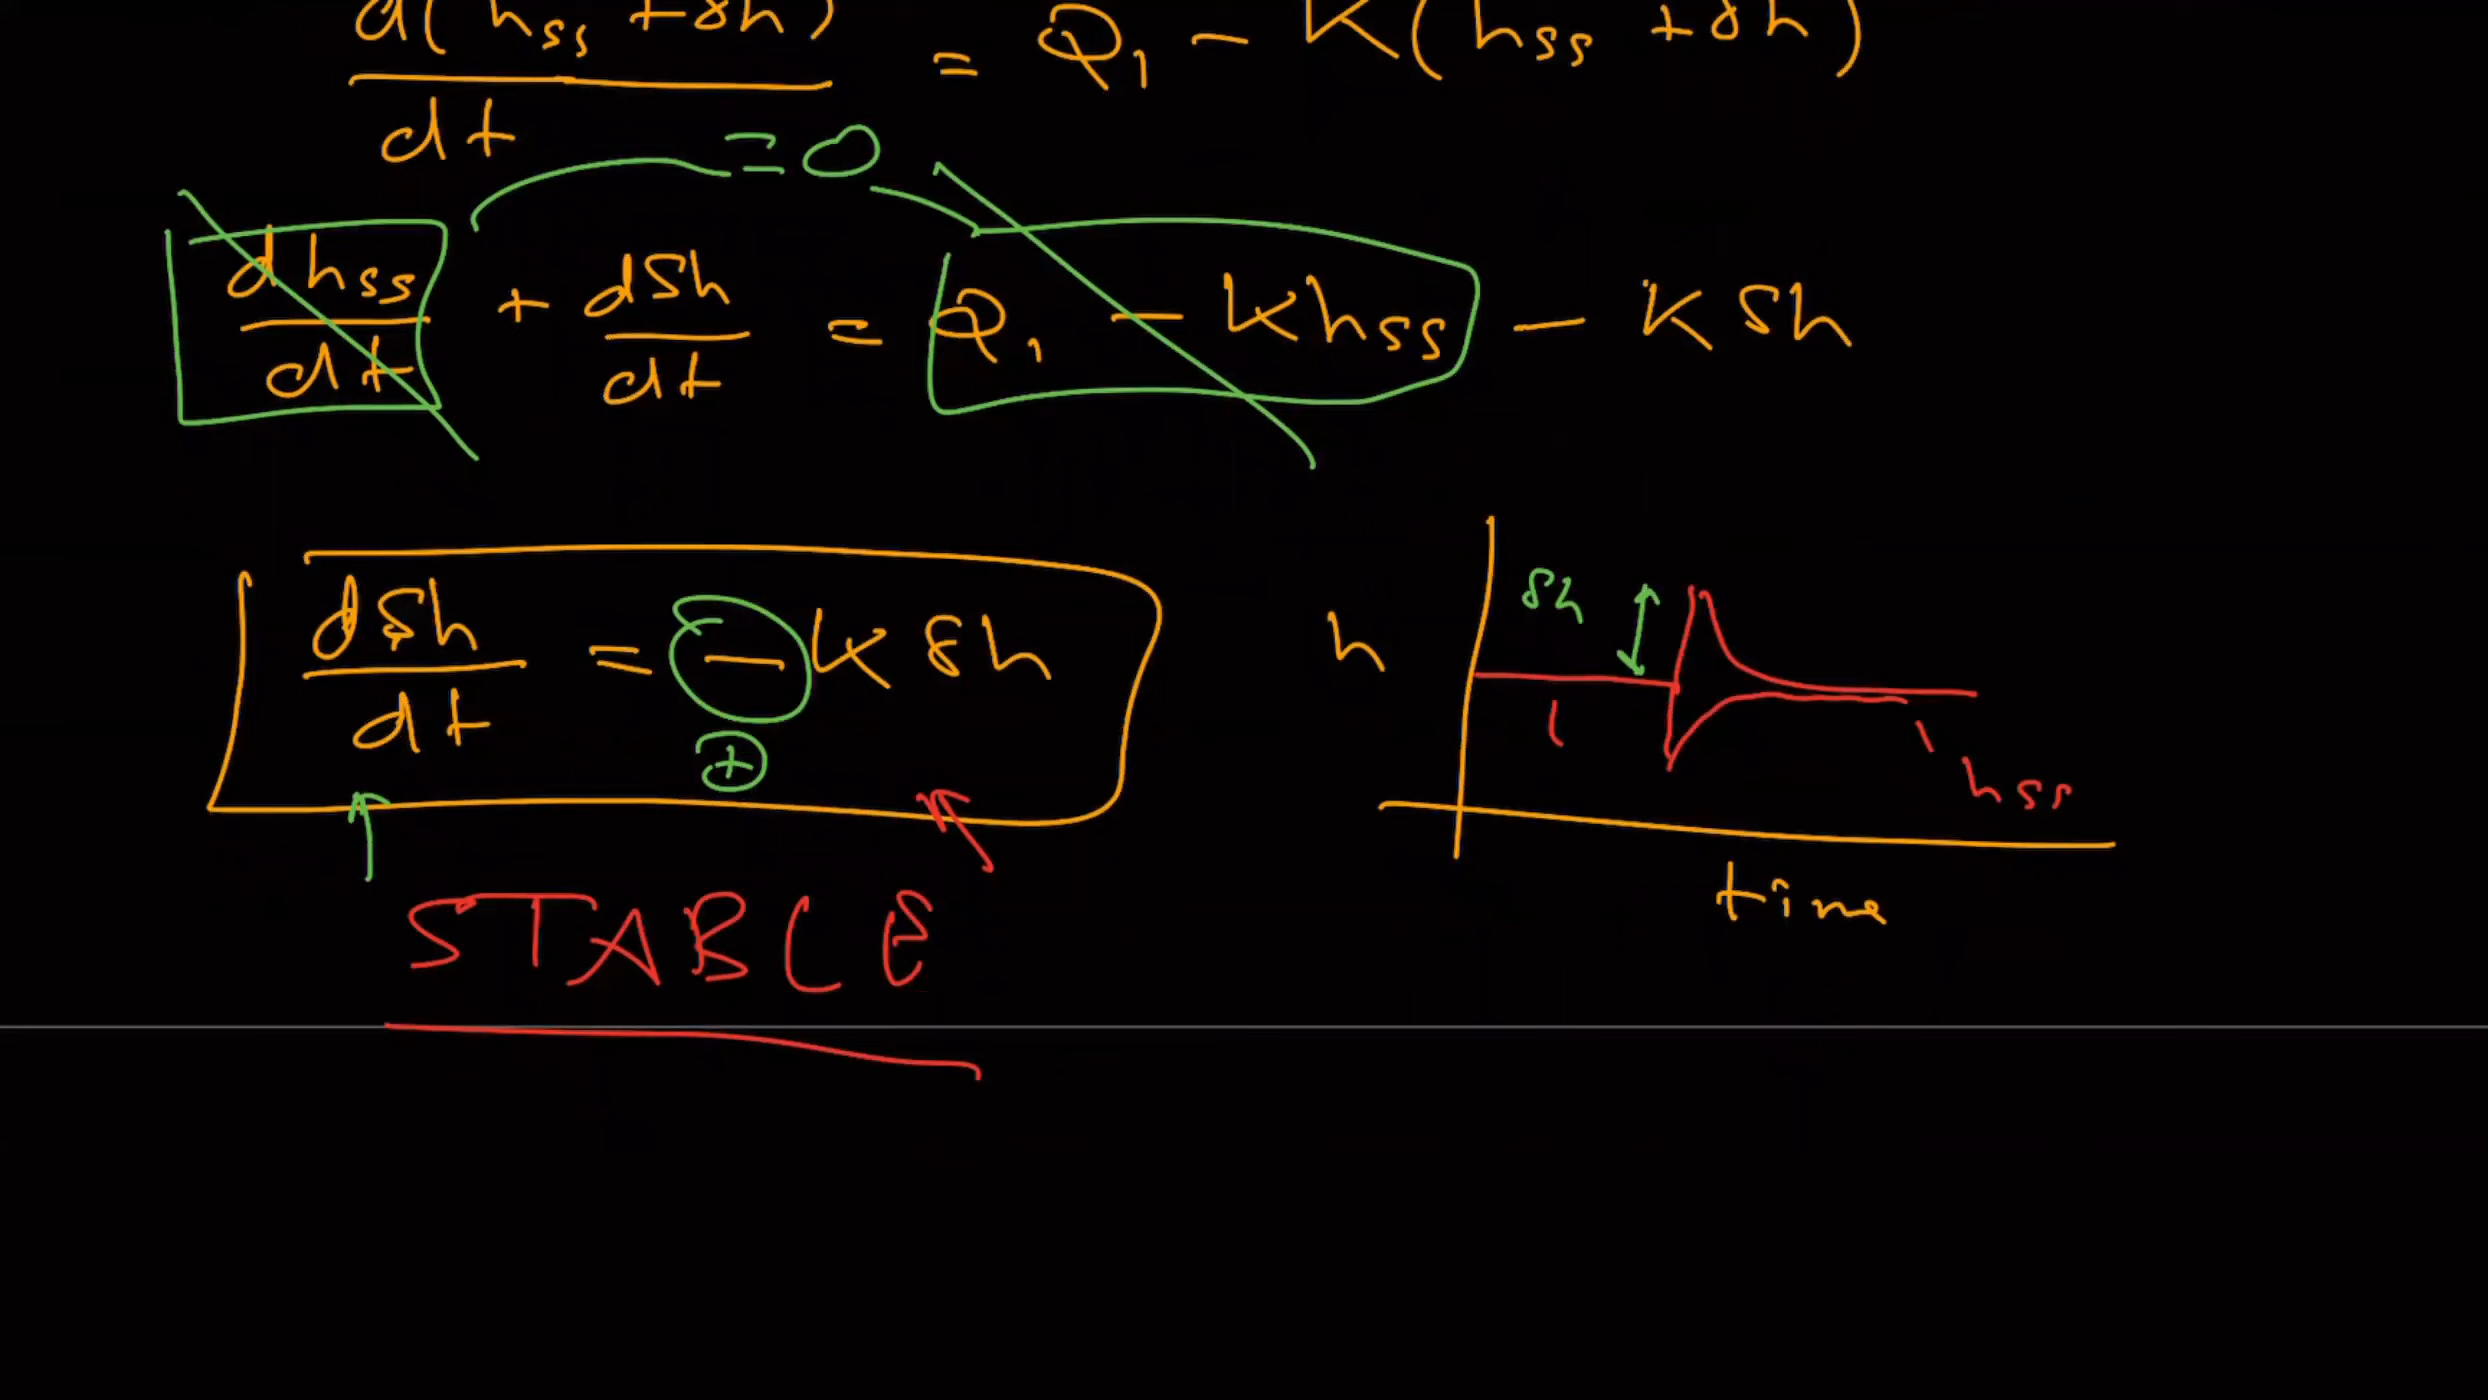 d(hss + δh)/dt = Q1 - K(hss + δh)
= 0
dhss/dt + dδh/dt = Q1 - Khss - Kδh
dδh/dt = - K δh
+
STABLE
δh
h
hss
time